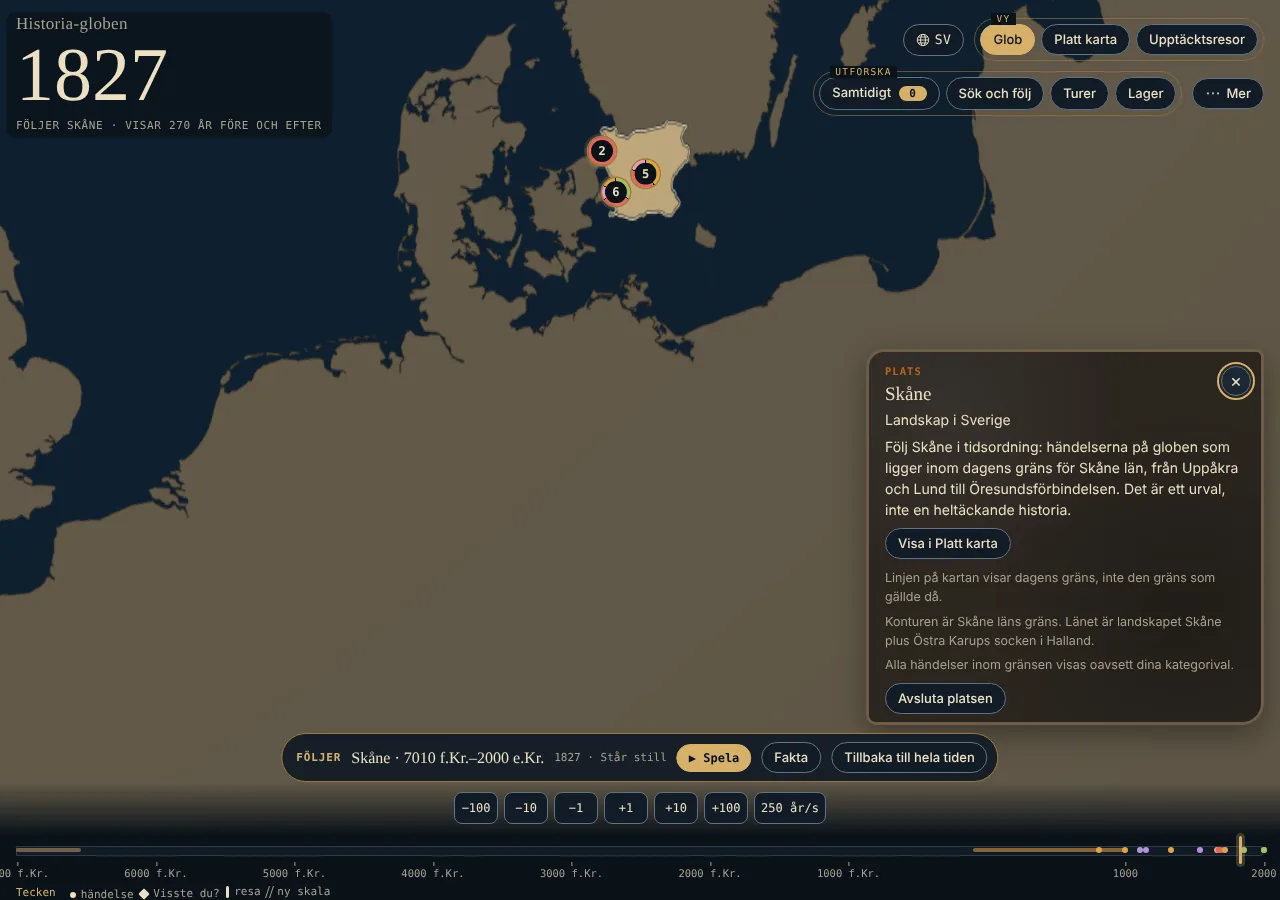 Historia-globen
1827
FÖLJER SKÅNE · VISAR 270 ÅR FÖRE OCH EFTER
SV
VY
Glob
Platt karta
Upptäcktsresor
UTFORSKA
Samtidigt 0
Sök och följ
Turer
Lager
··· Mer
2
5
6
PLATS
×
Skåne
Landskap i Sverige
Följ Skåne i tidsordning: händelserna på globen som
ligger inom dagens gräns för Skåne län, från Uppåkra
och Lund till Öresundsförbindelsen. Det är ett urval,
inte en heltäckande historia.
Visa i Platt karta
Linjen på kartan visar dagens gräns, inte den gräns som
gällde då.
Konturen är Skåne läns gräns. Länet är landskapet Skåne
plus Östra Karups socken i Halland.
Alla händelser inom gränsen visas oavsett dina kategorival.
Avsluta platsen
FÖLJER Skåne · 7010 f.Kr.–2000 e.Kr. 1827 · Står still ▶ Spela Fakta Tillbaka till hela tiden
−100 −10 −1 +1 +10 +100 250 år/s
00 f.Kr. 6000 f.Kr. 5000 f.Kr. 4000 f.Kr. 3000 f.Kr. 2000 f.Kr. 1000 f.Kr. 1000 2000
Tecken händelse Visste du? resa // ny skala